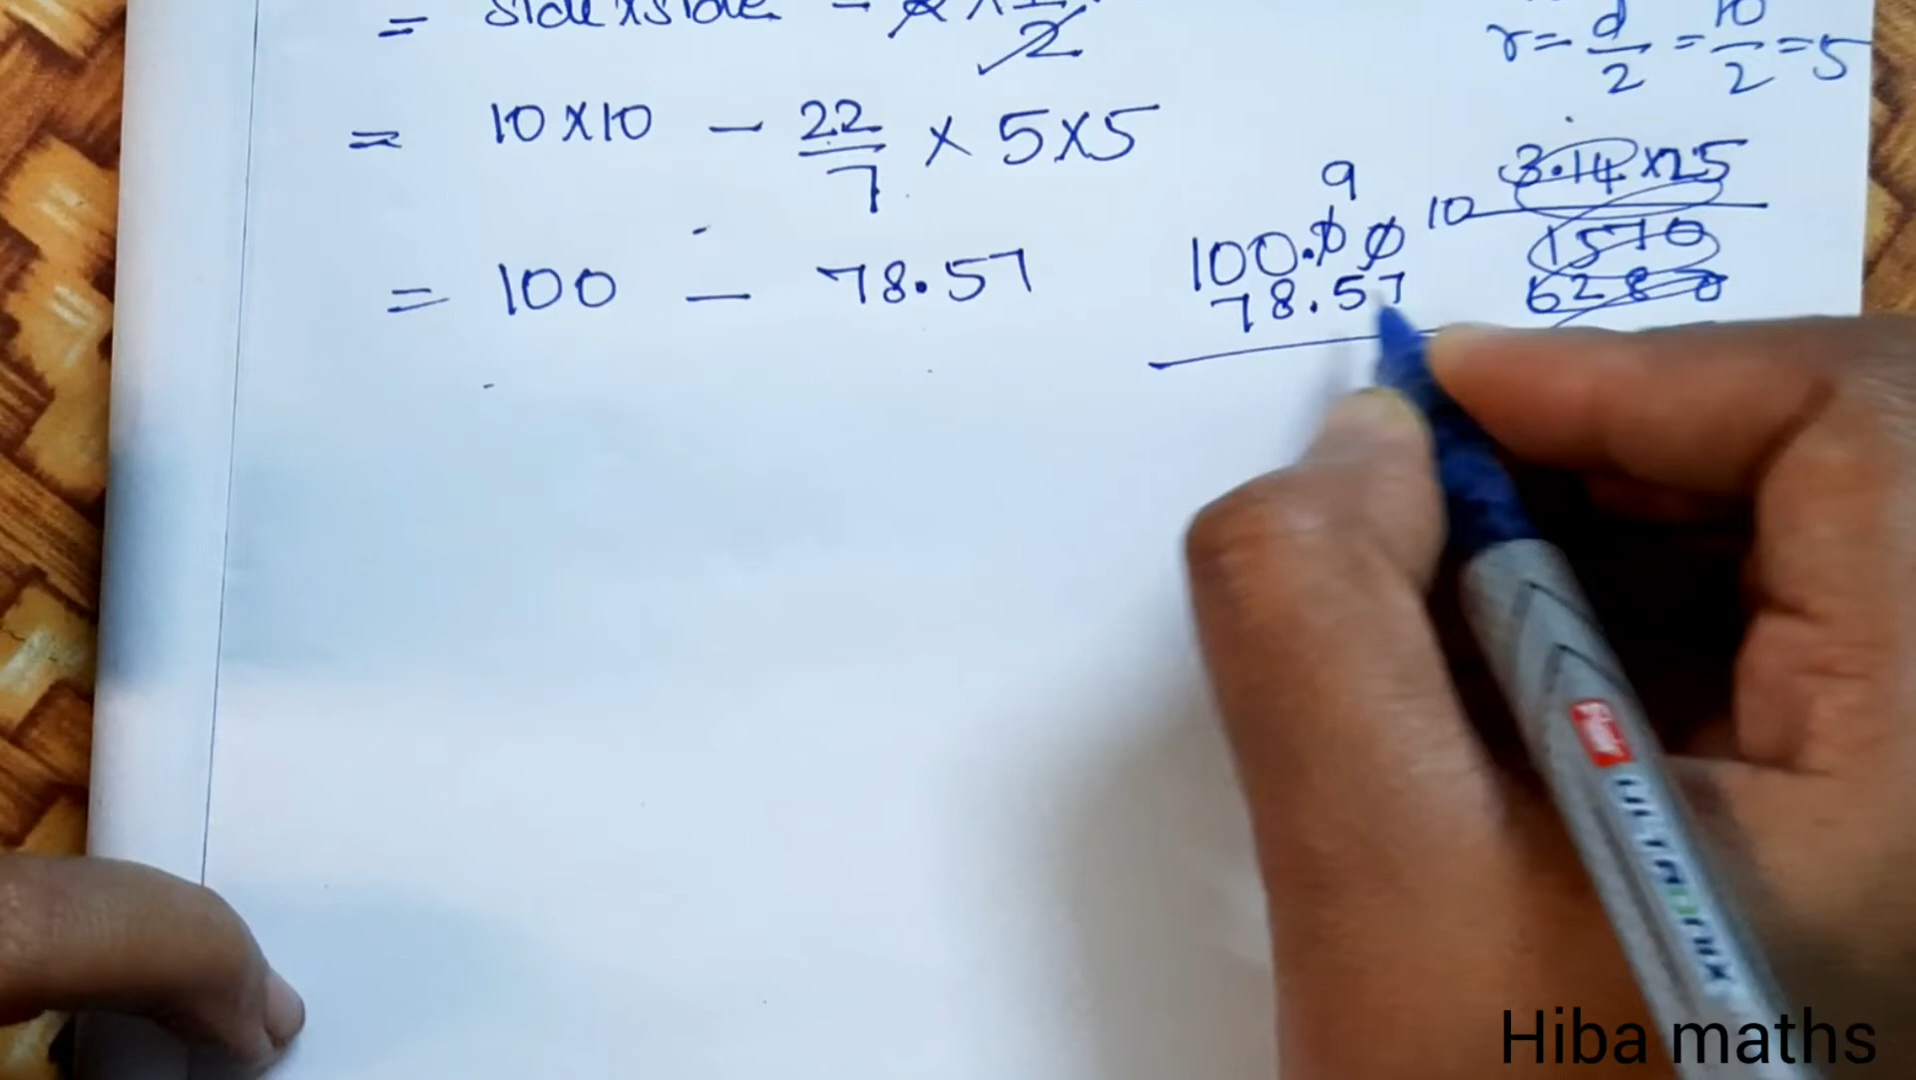 = side x side -
r = d/2 = 10/2 = 5
= 10 x 10 - 22/7 x 5 x 5
3.14 x 25
1570
6280
9
10
100.00
78.57
= 100 - 78.57
ULTRA
Hiba maths